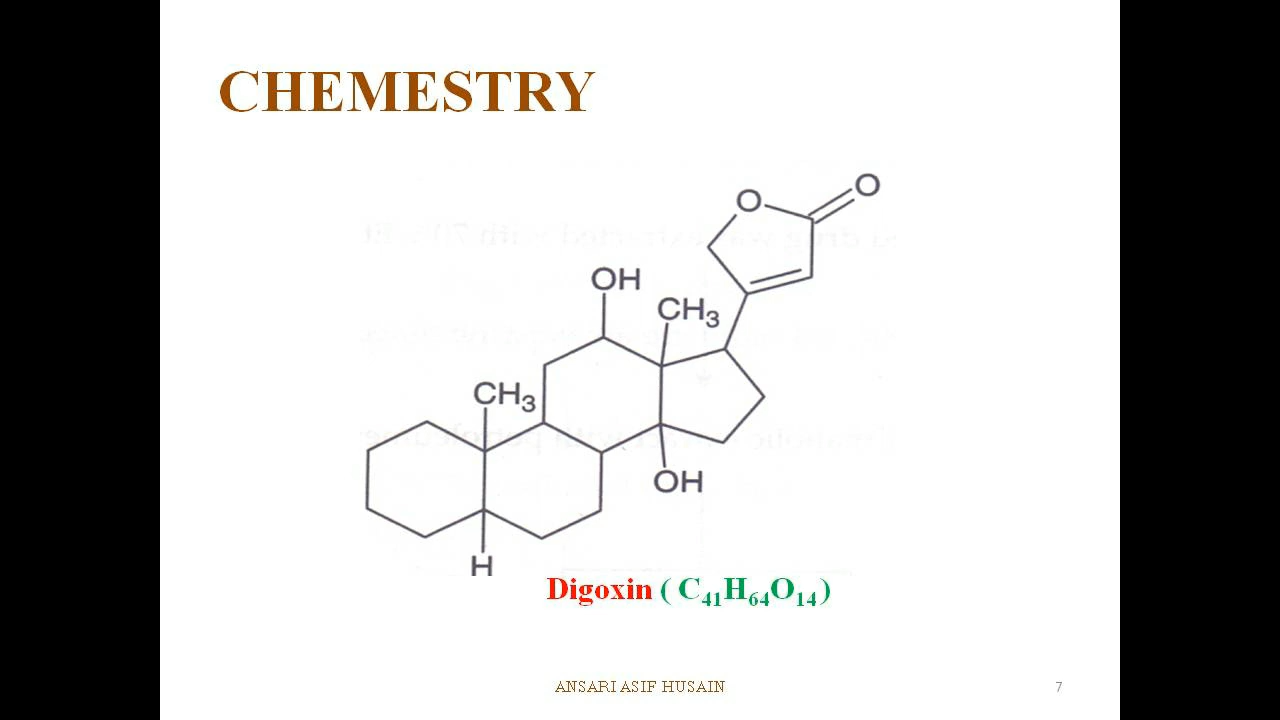 CHEMESTRY
O
O
OH
CH3
CH3
OH
H
Digoxin ( C41H64O14)
ANSARI ASIF HUSAIN
7